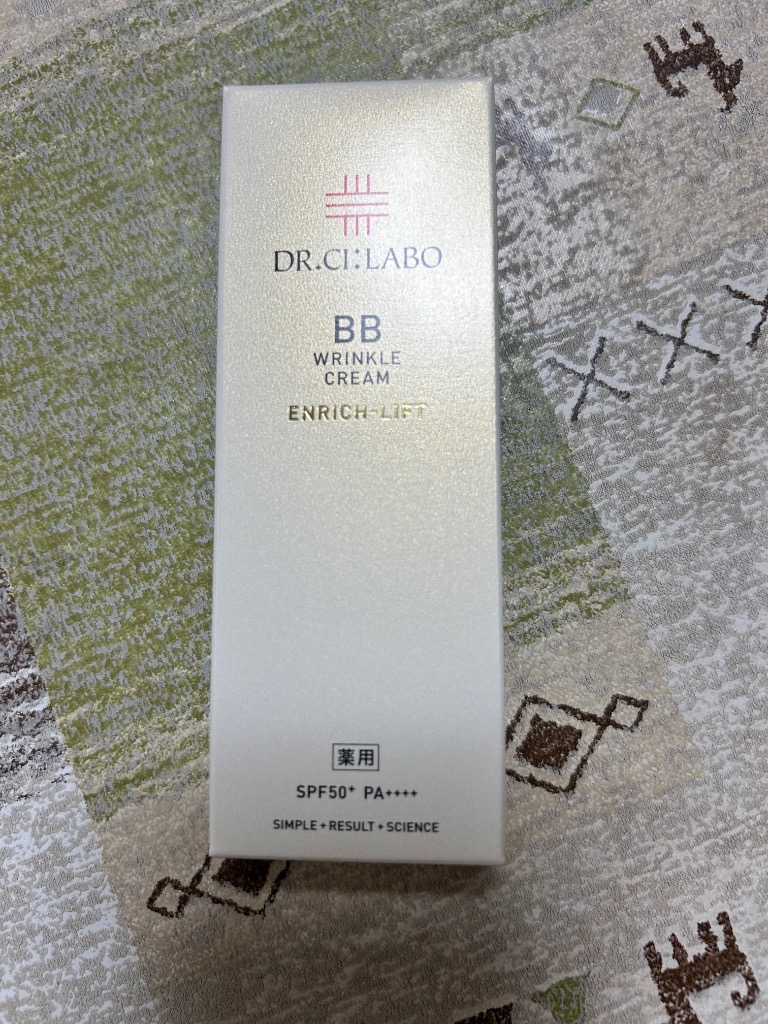 DR.CI:LABO
BB
WRINKLE
CREAM
ENRICH-LIFT
薬用
SPF50+ PA++++
SIMPLE+RESULT+SCIENCE